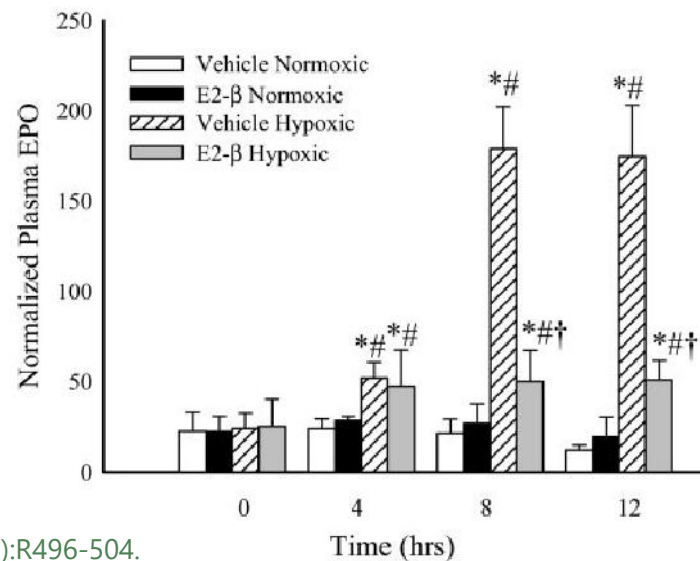 250
200
150
100
50
0
Normalized Plasma EPO
Vehicle Normoxic
E2-β Normoxic
Vehicle Hypoxic
E2-β Hypoxic
*#
*#
*#
*#†
*#
*#†
0 4 8 12
Time (hrs)
):R496-504.